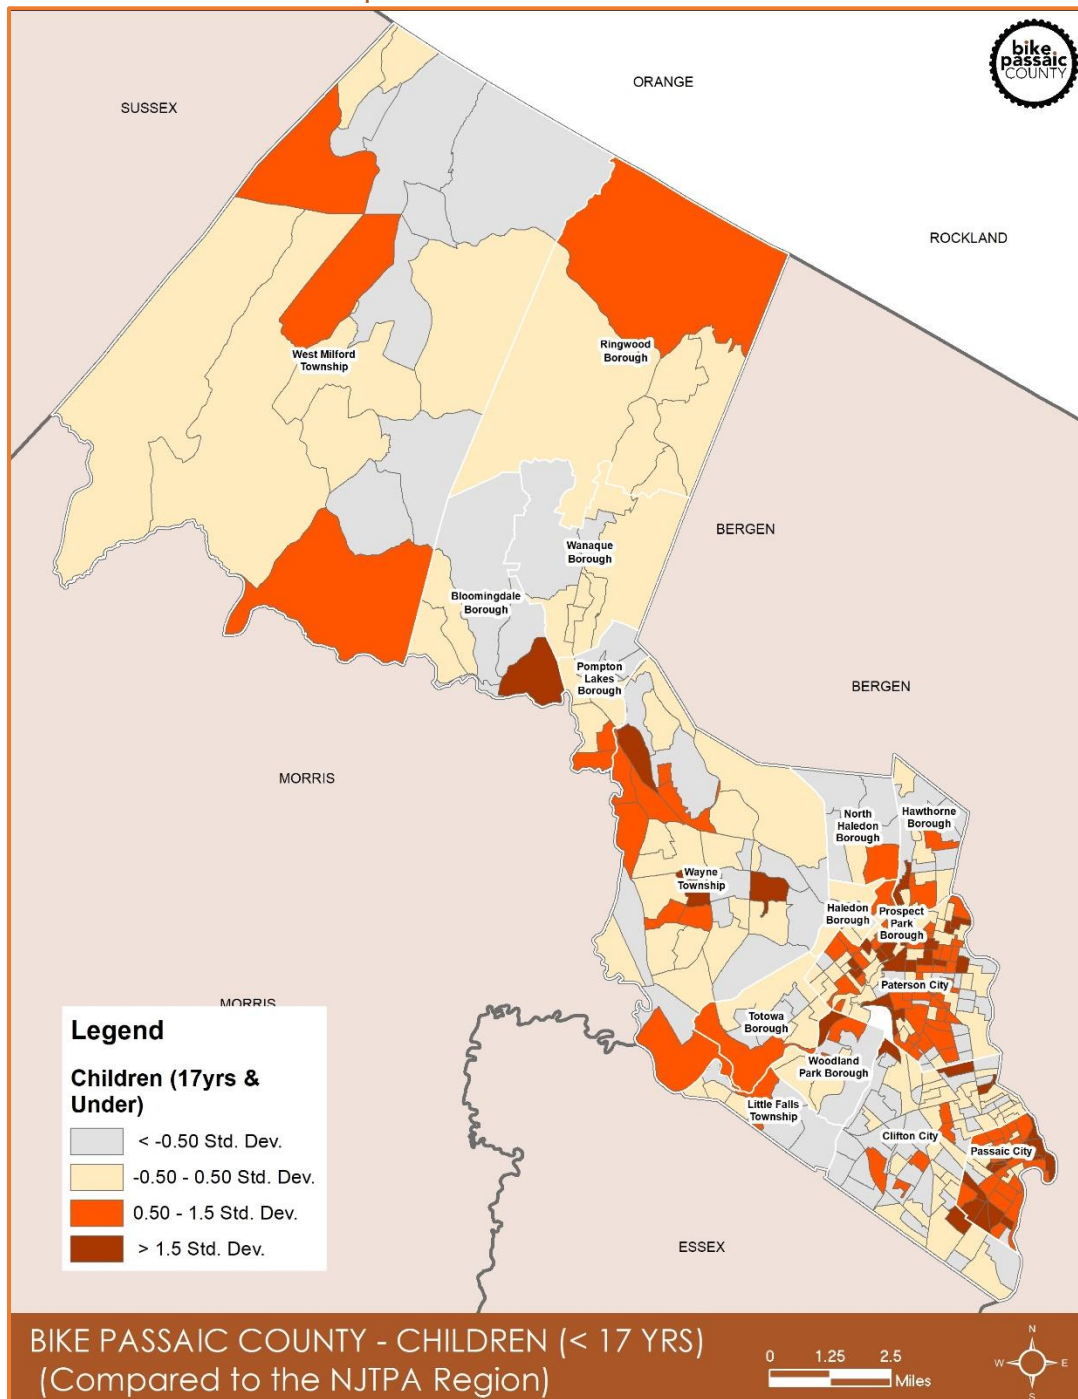 bike
passaic
COUNTY
ORANGE
SUSSEX
ROCKLAND
West Milford
Township
Ringwood
Borough
BERGEN
Wanaque
Borough
Bloomingdale
Borough
Pompton
Lakes
Borough
BERGEN
MORRIS
North
Haledon
Borough
Hawthorne
Borough
Wayne
Township
Haledon
Borough
Prospect
Park
Borough
Paterson City
MORRIS
Totowa
Borough
Woodland
Park Borough
Little Falls
Township
Clifton City
Passaic City
ESSEX
Legend
Children (17yrs &
Under)
< -0.50 Std. Dev.
-0.50 - 0.50 Std. Dev.
0.50 - 1.5 Std. Dev.
> 1.5 Std. Dev.
BIKE PASSAIC COUNTY - CHILDREN (< 17 YRS)
(Compared to the NJTPA Region)
0 1.25 2.5
Miles
N
W E
S